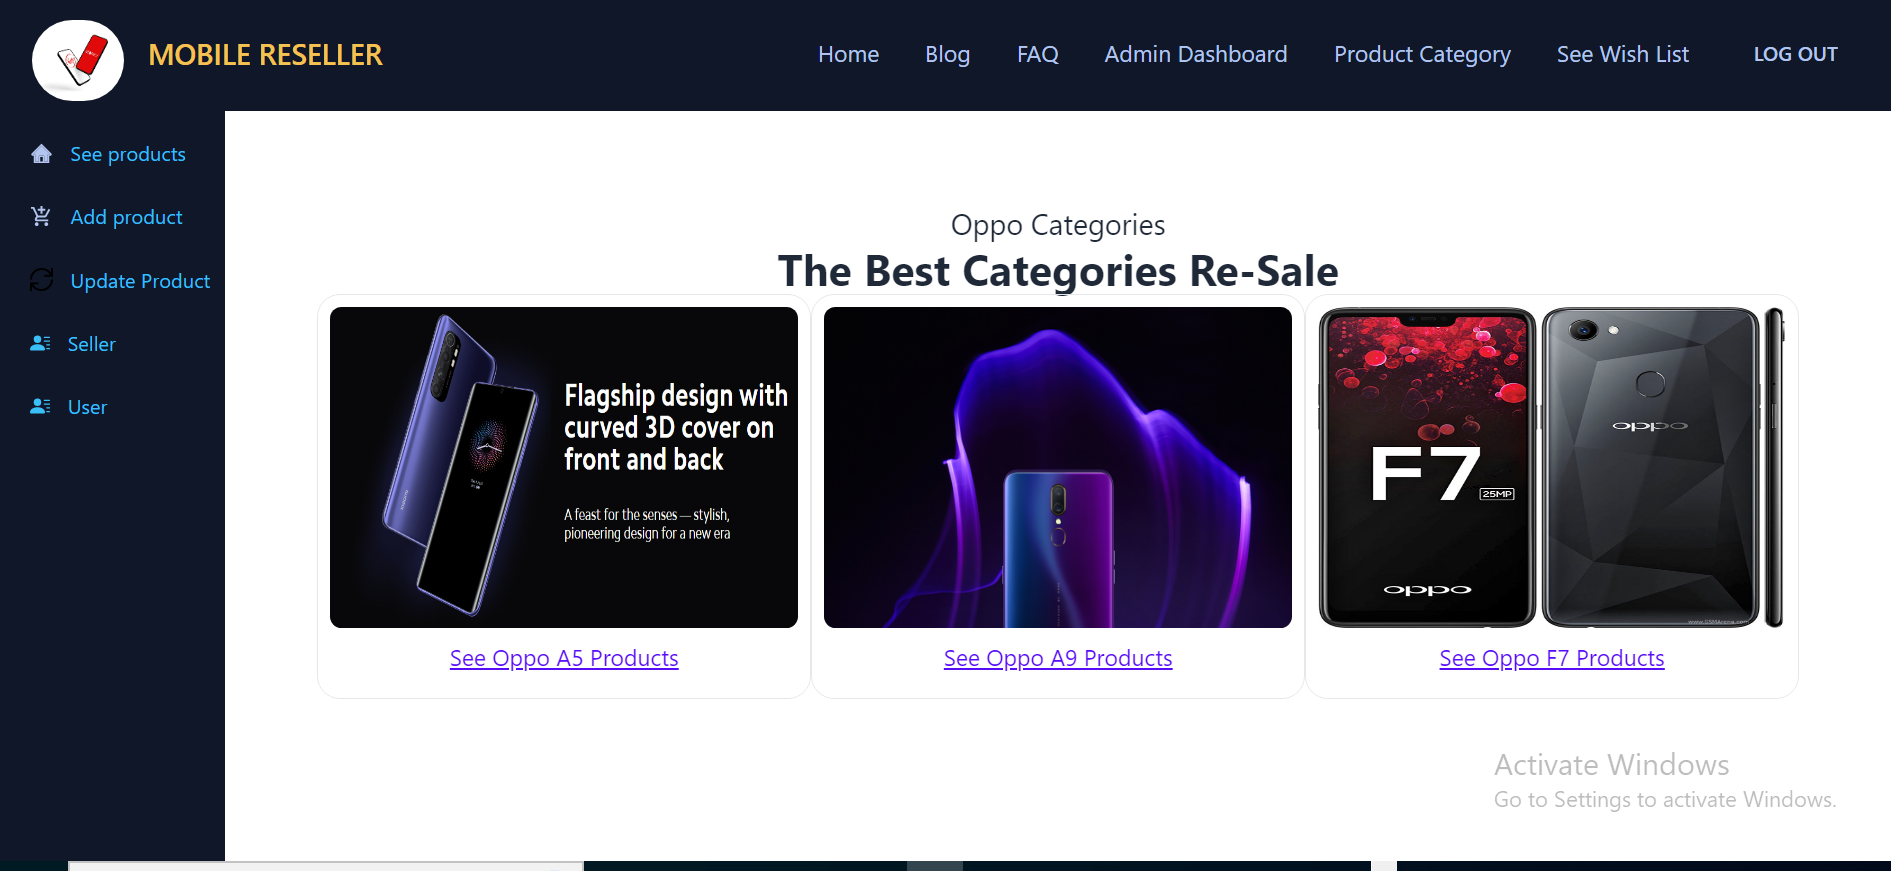 MOBILE RESELLER
Home
Blog
FAQ
Admin Dashboard
Product Category
See Wish List
LOG OUT
See products
Add product
Update Product
Seller
User
Oppo Categories
The Best Categories Re-Sale
Flagship design with
curved 3D cover on
front and back
A feast for the senses — stylish,
pioneering design for a new era
F7
25MP
oppo
oppo
www.GSMArena.com
See Oppo A5 Products
See Oppo A9 Products
See Oppo F7 Products
Activate Windows
Go to Settings to activate Windows.